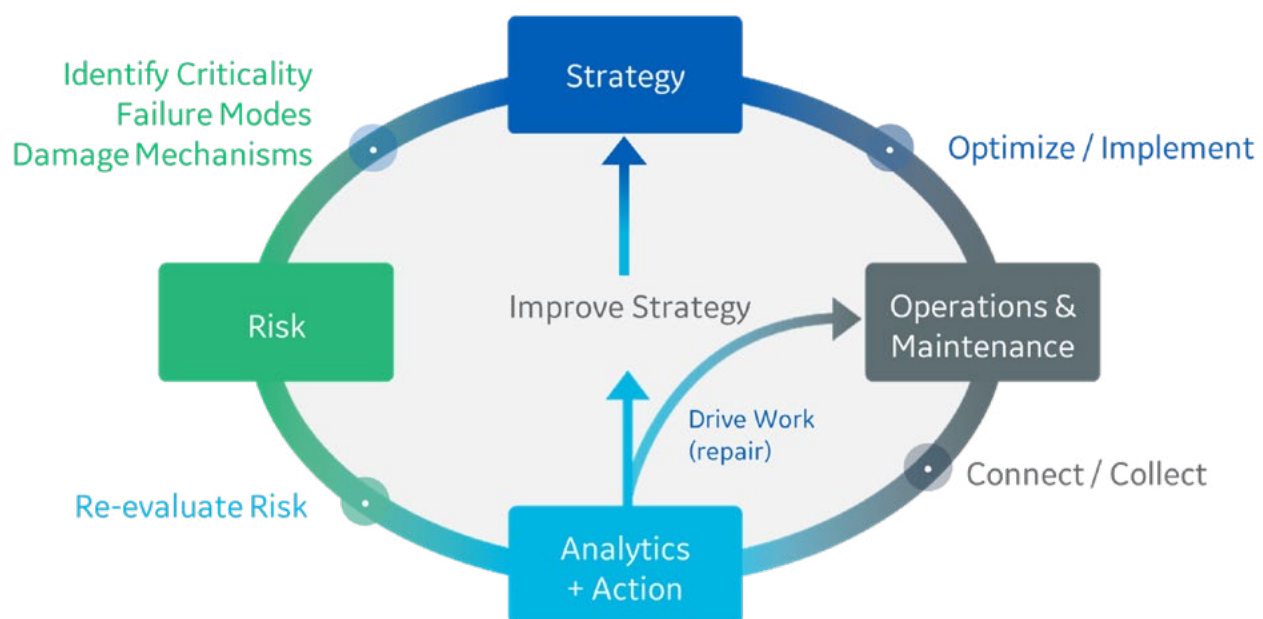 Strategy
Identify Criticality
Failure Modes
Damage Mechanisms
Optimize / Implement
Risk
Improve Strategy
Operations &
Maintenance
Drive Work
(repair)
Connect / Collect
Re-evaluate Risk
Analytics
+ Action